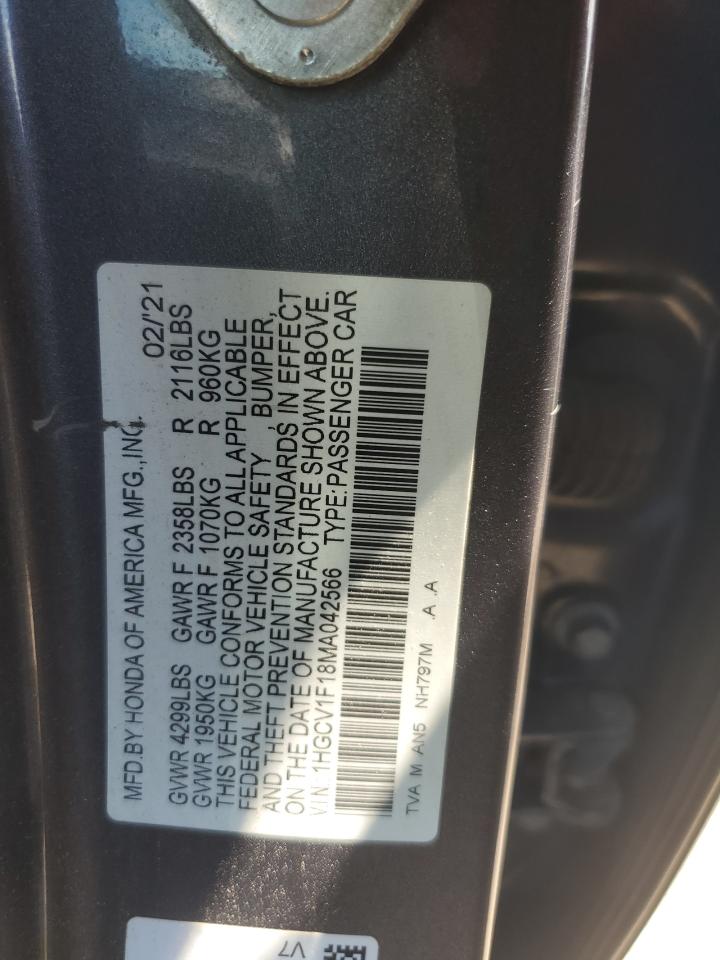 MFD.BY HONDA OF AMERICA MFG.,INC. 02/'21
GVWR 4299LBS GAWR F 2358LBS R 2116LBS
GVWR 1950KG GAWR F 1070KG R 960KG
THIS VEHICLE CONFORMS TO ALL APPLICABLE
FEDERAL MOTOR VEHICLE SAFETY, BUMPER,
AND THEFT PREVENTION STANDARDS IN EFFECT
ON THE DATE OF MANUFACTURE SHOWN ABOVE.
V.I.N.:1HGCV1F18MA042566 TYPE:PASSENGER CAR
TVA M AN5 NH797M .A .A
V7